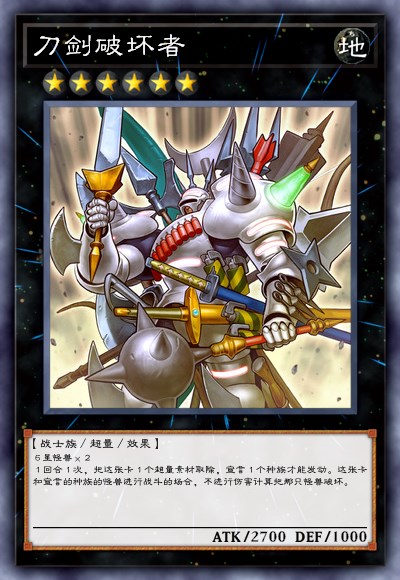 刀剑破坏者
地
【战士族／超量／效果】
6星怪兽×2
1回合1次，把这张卡1个超量素材取除，宣言1个种族才能发动。这张卡
和宣言的种族的怪兽进行战斗的场合，不进行伤害计算把那只怪兽破坏。
ATK/2700 DEF/1000